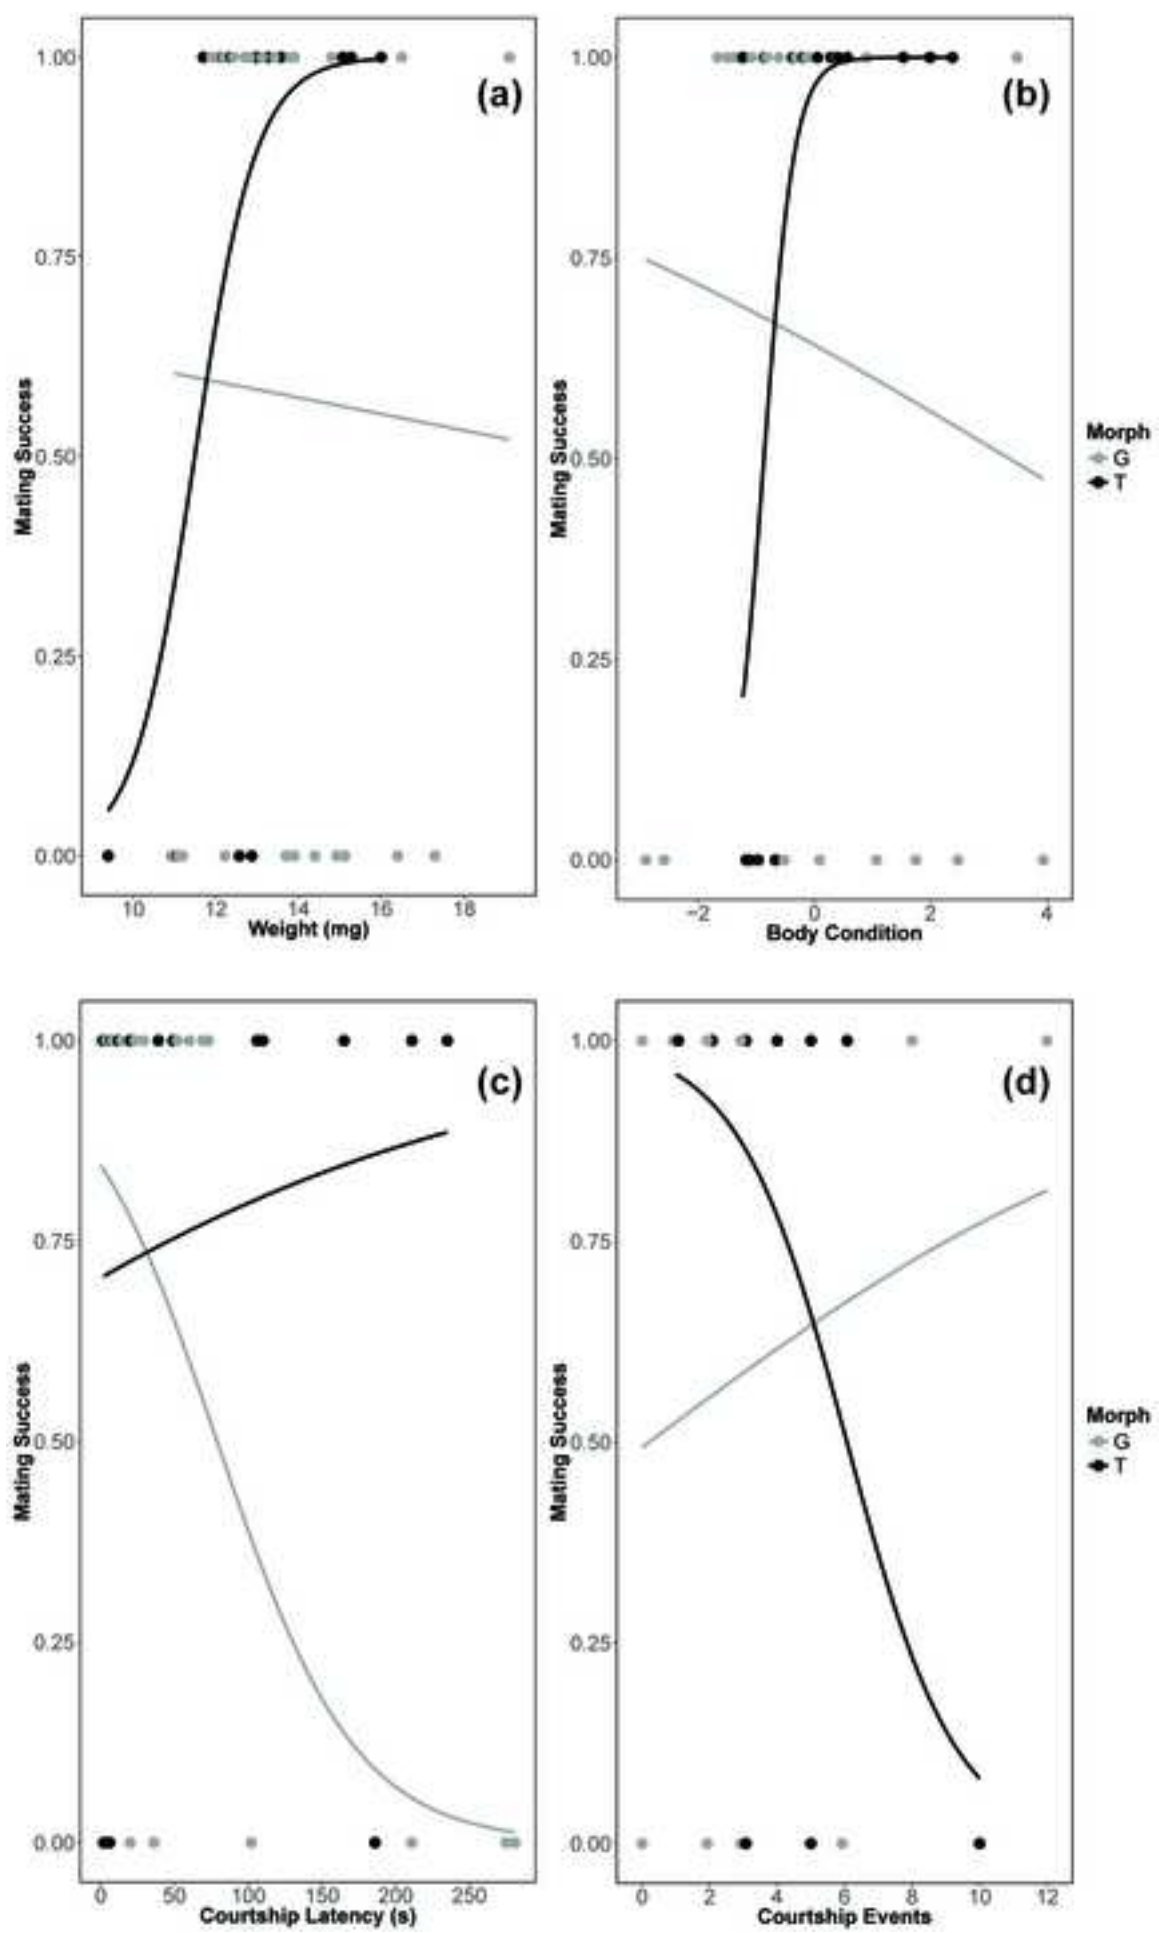 1.00
(a)
0.75
0.50
0.25
0.00
Mating Success
10 12 14 16 18
Weight (mg)
1.00
(b)
0.75
0.50
0.25
0.00
Mating Success
−2 0 2 4
Body Condition
Morph
G
T
1.00
(c)
0.75
0.50
0.25
0.00
Mating Success
0 50 100 150 200 250
Courtship Latency (s)
1.00
(d)
0.75
0.50
0.25
0.00
Mating Success
0 2 4 6 8 10 12
Courtship Events
Morph
G
T